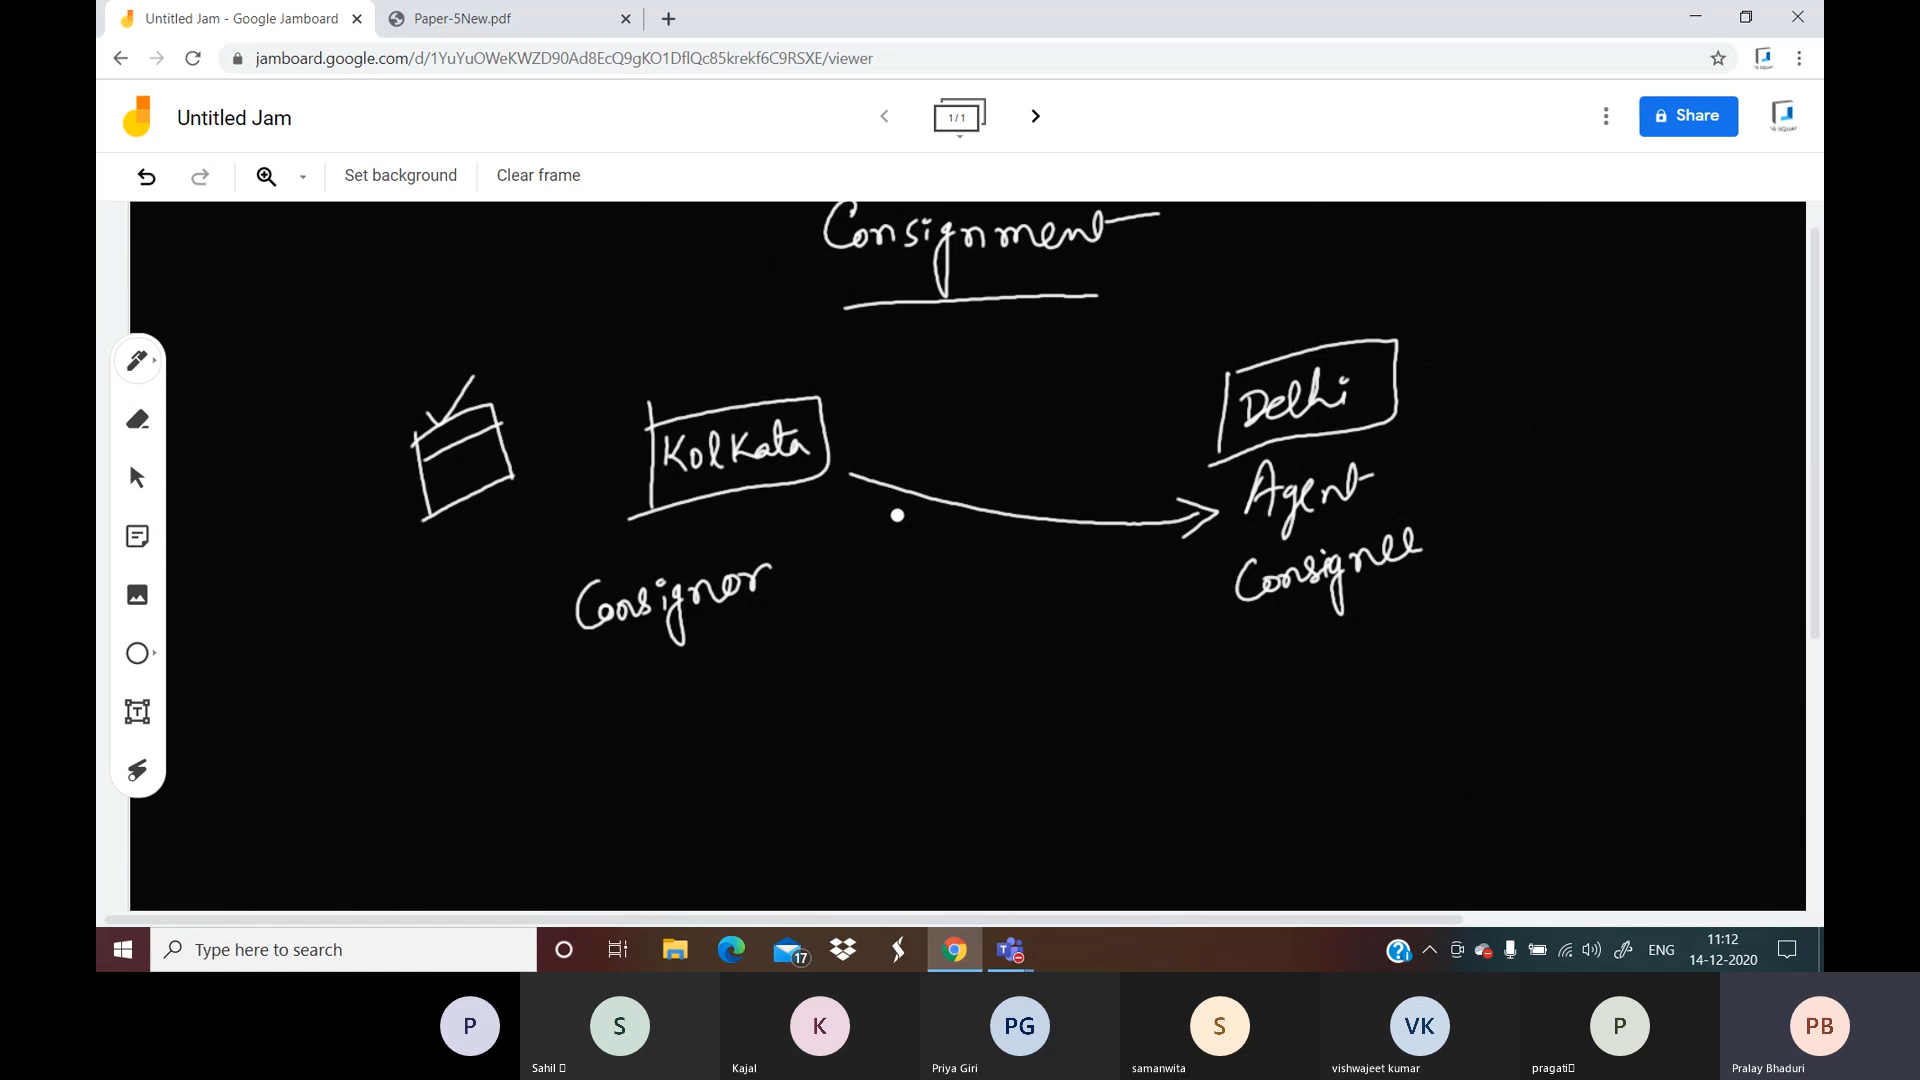 Untitled Jam - Google Jamboard
Paper-5New.pdf
jamboard.google.com/d/1YuYuOWeKWZD90Ad8EcQ9gKO1DflQc85krekf6C9RSXE/viewer
Untitled Jam
1/1
Share
Set background
Clear frame
Consignment
Kolkata
Delhi
Agent
Consignor
Consignee
Type here to search
17
ENG
11:12
14-12-2020
P
S
K
PG
S
VK
P
PB
Sahil
Kajal
Priya Giri
samanwita
vishwajeet kumar
pragati
Pralay Bhaduri